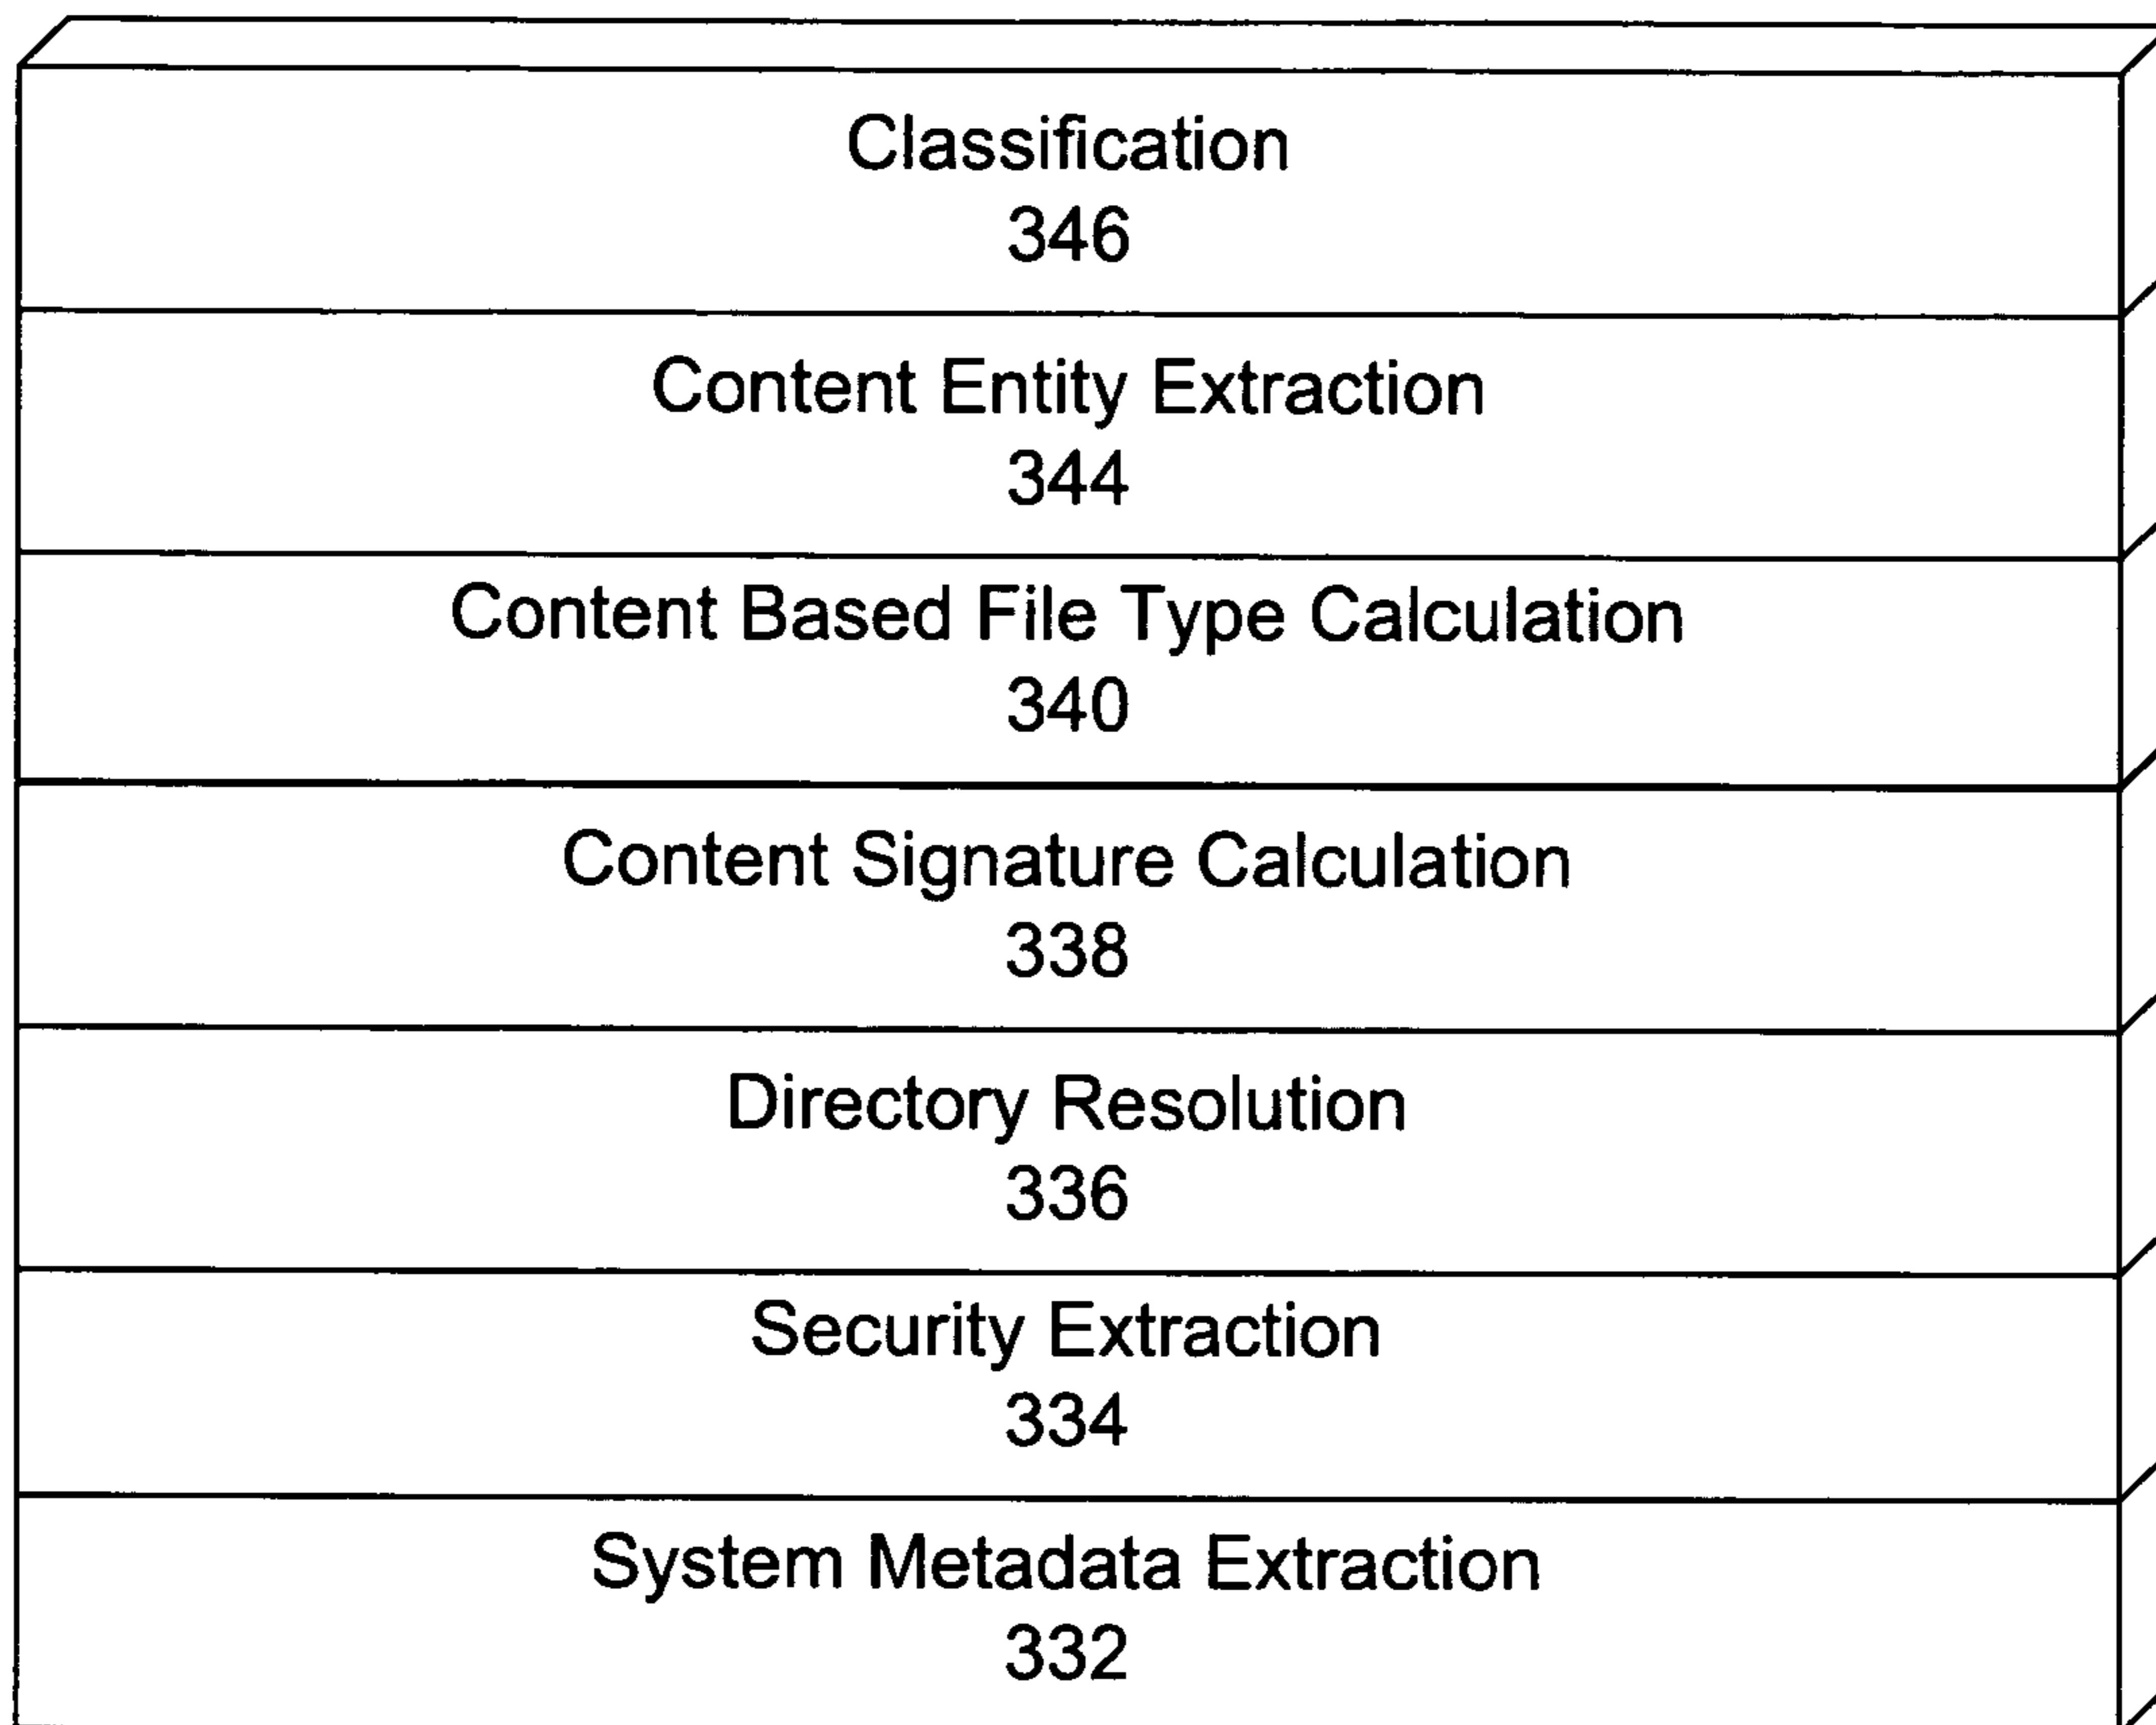 Classification
346
Content Entity Extraction
344
Content Based File Type Calculation
340
Content Signature Calculation
338
Directory Resolution
336
Security Extraction
334
System Metadata Extraction
332